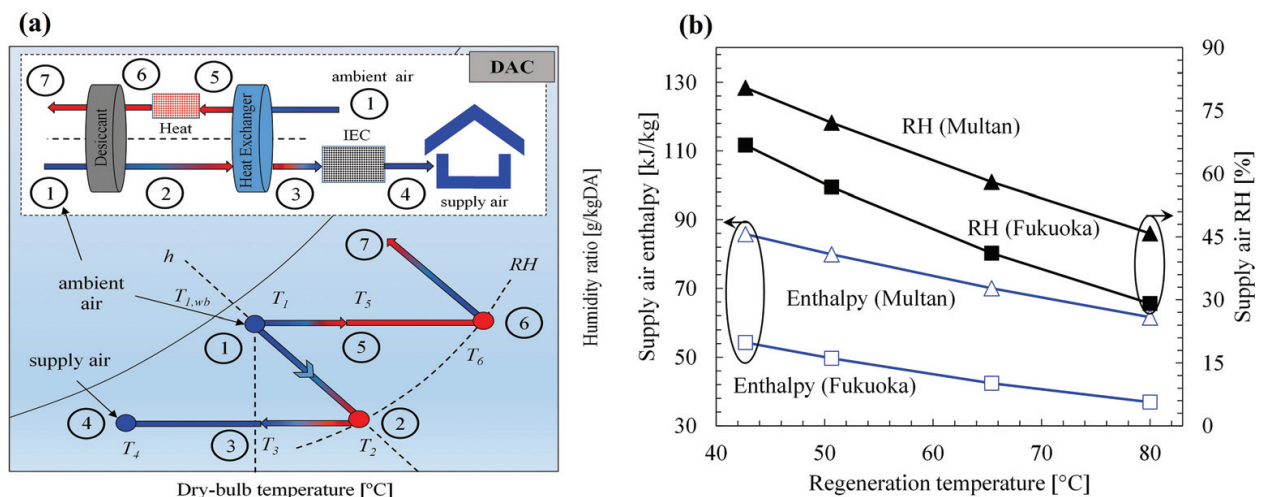 (a)
DAC
7
6
5
ambient air
1
Desiccant
Heat
Heat Exchanger
IEC
1
2
3
4
supply air
h
ambient
air
T1,wb
T1
T5
7
RH
1
5
6
T6
supply air
4
T4
3
T3
T2
2
Dry-bulb temperature [°C]
Humidity ratio [g/kgDA]
(b)
Supply air enthalpy [kJ/kg]
130
110
90
70
50
30
RH (Multan)
RH (Fukuoka)
Enthalpy (Multan)
Enthalpy (Fukuoka)
90
75
60
45
30
15
0
Supply air RH [%]
40 50 60 70 80
Regeneration temperature [°C]